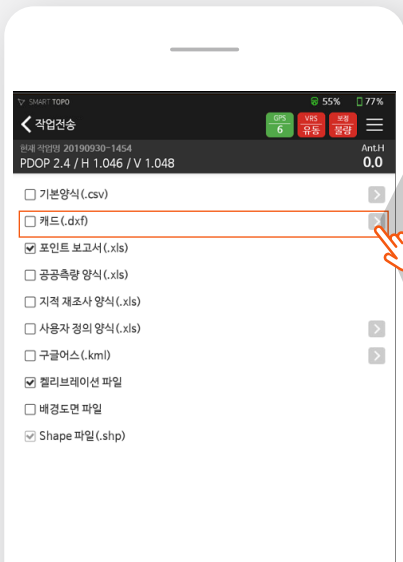 SMART TOPO 55% 77%
작업전송 GPS 6 VRS 유동 보정 불량
현재 작업명 20190930-1454 Ant.H
PDOP 2.4 / H 1.046 / V 1.048 0.0
기본양식(.csv)
캐드(.dxf)
포인트 보고서(.xls)
공공측량 양식(.xls)
지적 재조사 양식(.xls)
사용자 정의 양식(.xls)
구글어스(.kml)
켈리브레이션 파일
배경도면 파일
Shape 파일(.shp)